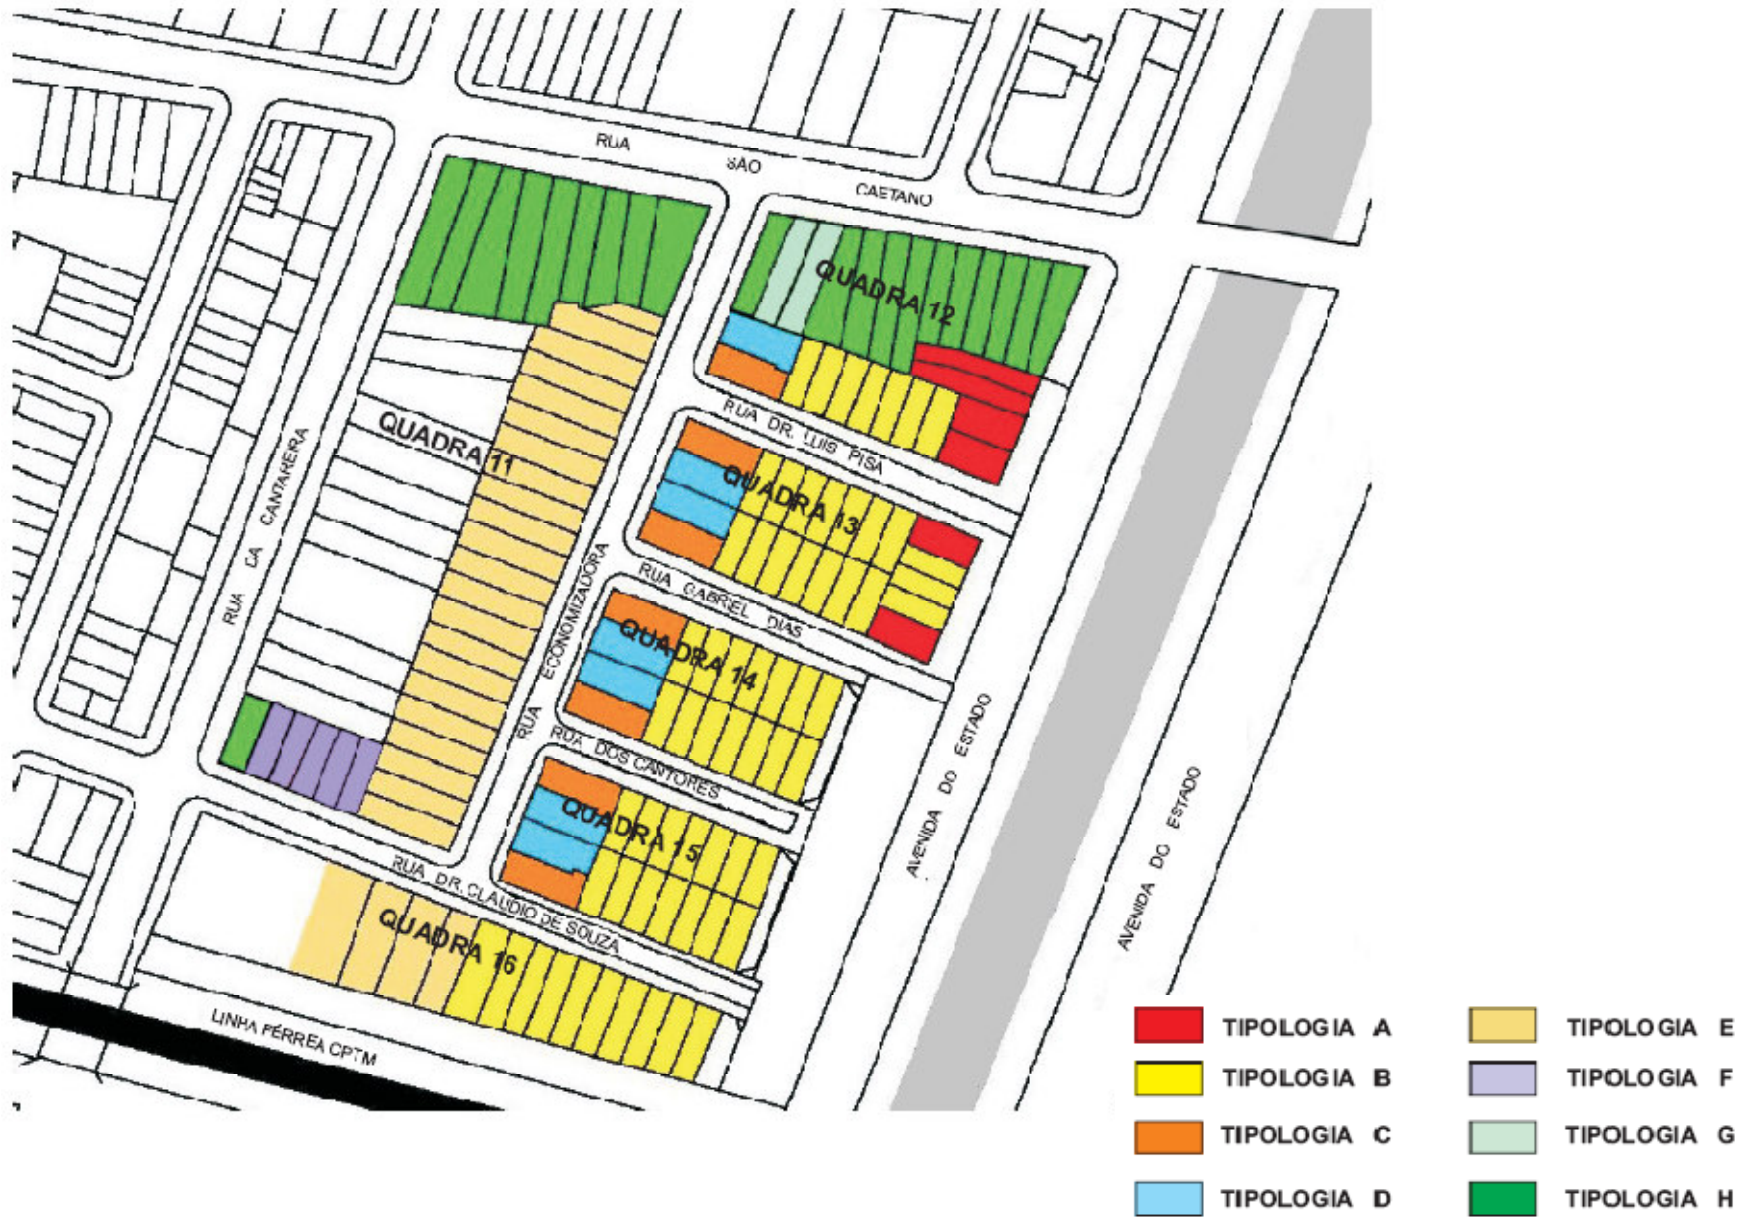 RUA SÃO CAETANO
QUADRA 12
QUADRA 11
RUA DR. LUIS PISA
QUADRA 13
RUA DA CANTAREIRA
RUA ECONOMIZADORA
RUA GABRIEL DIAS
QUADRA 14
RUA DOS CANTORES
AVENIDA DO ESTADO
AVENIDA DO ESTADO
QUADRA 15
RUA DR. CLAUDIO DE SOUZA
QUADRA 16
LINHA FÉRREA CPTM
TIPOLOGIA A
TIPOLOGIA B
TIPOLOGIA C
TIPOLOGIA D
TIPOLOGIA E
TIPOLOGIA F
TIPOLOGIA G
TIPOLOGIA H